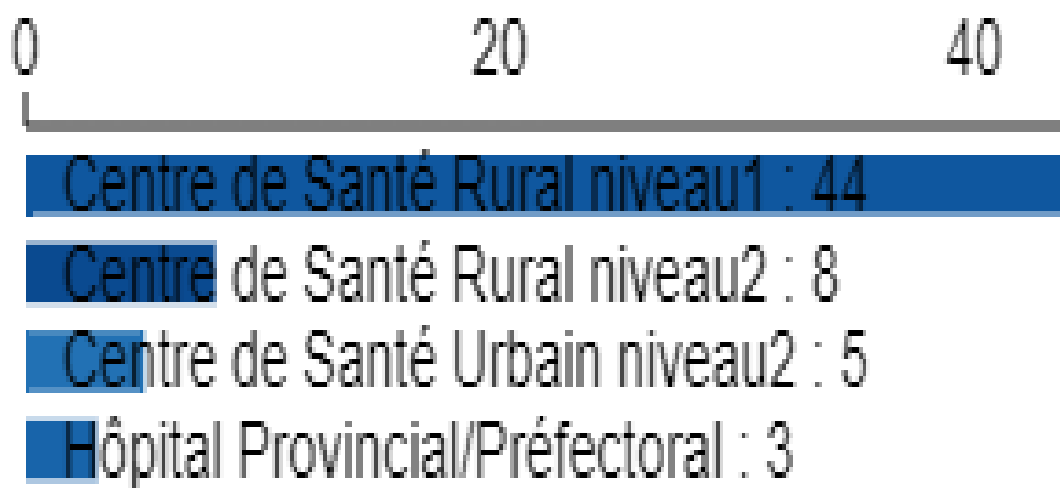 0 20 40
Centre de Santé Rural niveau1 : 44
Centre de Santé Rural niveau2 : 8
Centre de Santé Urbain niveau2 : 5
Hôpital Provincial/Préfectoral : 3